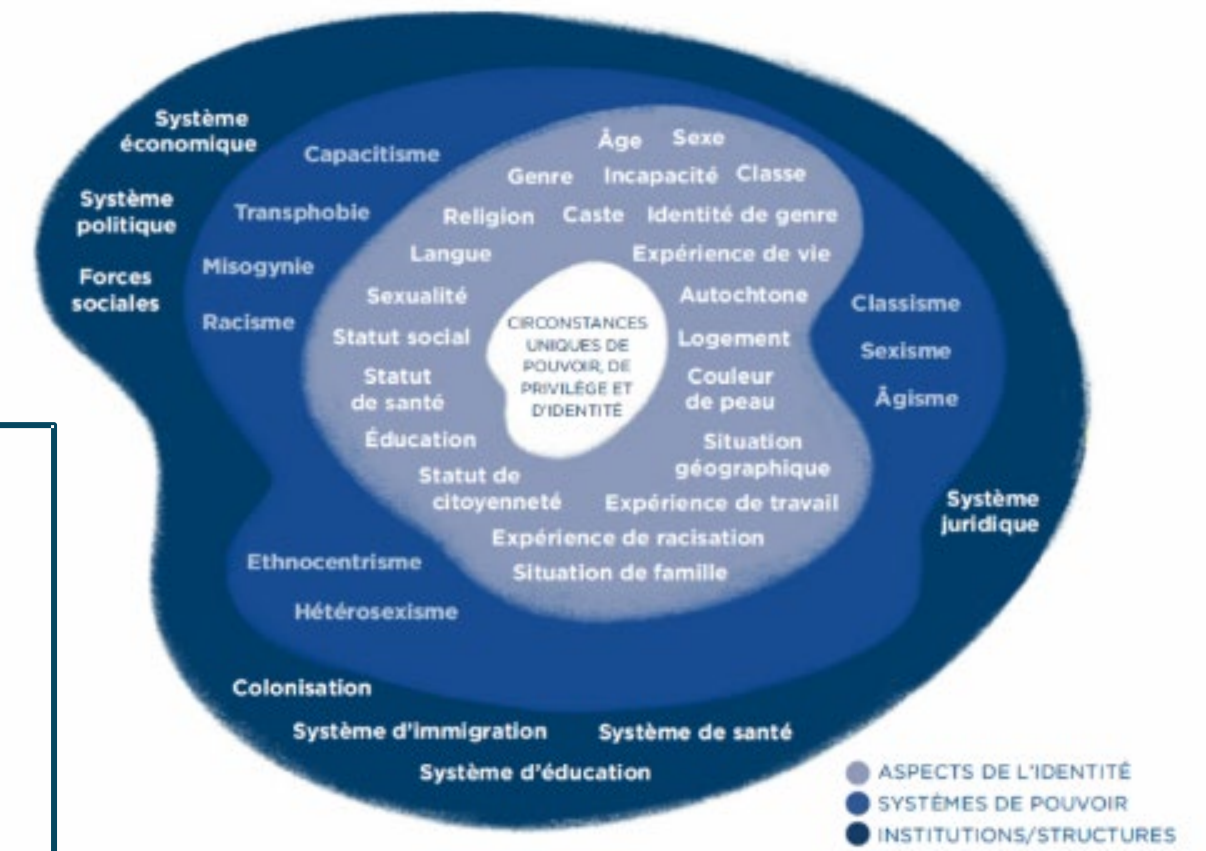 Système
économique
Système
politique
Forces
sociales
Capacitisme
Transphobie
Misogynie
Racisme
Âge Sexe
Genre Incapacité Classe
Religion Caste Identité de genre
Langue Expérience de vie
Sexualité Autochtone
Statut social Logement
Statut
de santé
Couleur
de peau
Éducation
Situation
géographique
Statut de
citoyenneté
Expérience de travail
Expérience de racisation
Situation de famille
CIRCONSTANCES
UNIQUES DE
POUVOIR, DE
PRIVILÉGE ET
D'IDENTITÉ
Classisme
Sexisme
Âgisme
Système
juridique
Ethnocentrisme
Hétérosexisme
Colonisation
Système d'immigration Système de santé
Système d'éducation
ASPECTS DE L'IDENTITÉ
SYSTÈMES DE POUVOIR
INSTITUTIONS/STRUCTURES